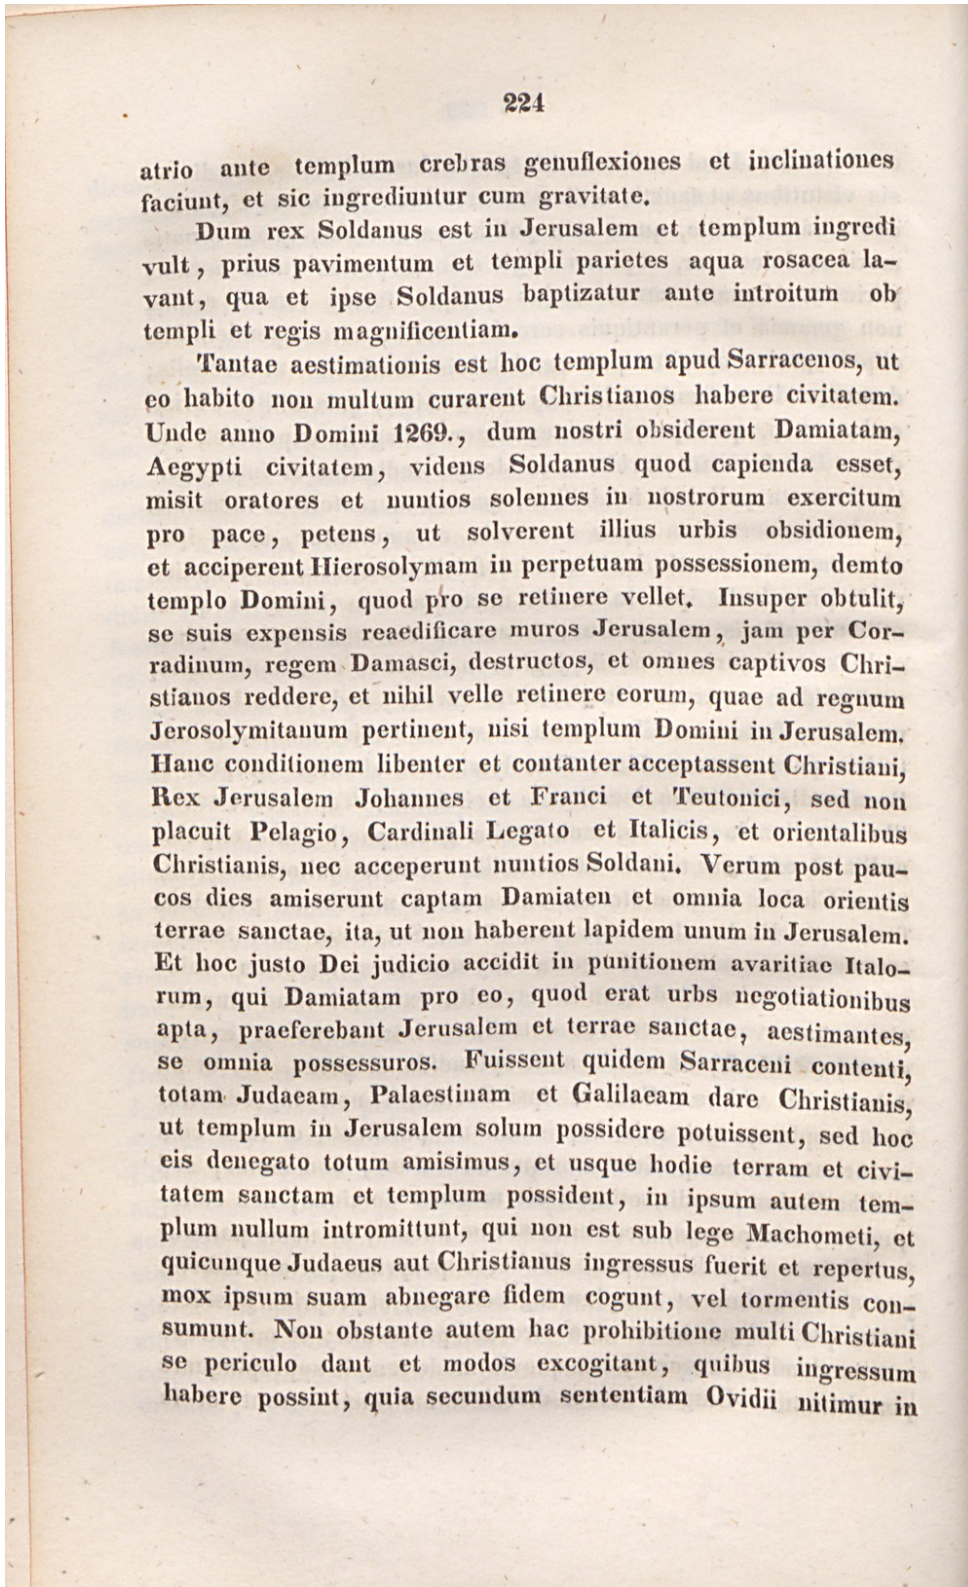 224
atrio ante templum crebras genuflexiones et inclinationes
faciunt, et sic ingrediuntur cum gravitate.
Dum rex Soldanus est in Jerusalem et templum ingredi
vult, prius pavimentum et templi parietes aqua rosacea la-
vant, qua et ipse Soldanus baptizatur ante introitum ob
templi et regis magnificentiam.
Tantae aestimationis est hoc templum apud Sarracenos, ut
eo habito non multum curarent Christianos habere civitatem.
Unde anno Domini 1269., dum nostri obsiderent Damiatam,
Aegypti civitatem, videns Soldanus quod capienda esset,
misit oratores et nuntios solennes in nostrorum exercitum
pro pace, petens, ut solverent illius urbis obsidionem,
et acciperent Hierosolymam in perpetuam possessionem, demto
templo Domini, quod pro se retinere vellet. Insuper obtulit,
se suis expensis reaedificare muros Jerusalem, jam per Cor-
radinum, regem Damasci, destructos, et omnes captivos Chri-
stianos reddere, et nihil velle retinere eorum, quae ad regnum
Jerosolymitanum pertinent, nisi templum Domini in Jerusalem.
Hanc conditionem libenter et contanter acceptassent Christiani,
Rex Jerusalem Johannes et Franci et Teutonici, sed non
placuit Pelagio, Cardinali Legato et Italicis, et orientalibus
Christianis, nec acceperunt nuntios Soldani. Verum post pau-
cos dies amiserunt captam Damiaten et omnia loca orientis
terrae sanctae, ita, ut non haberent lapidem unum in Jerusalem.
Et hoc justo Dei judicio accidit in punitionem avaritiae Italo-
rum, qui Damiatam pro eo, quod erat urbs negotiationibus
apta, praeferebant Jerusalem et terrae sanctae, aestimantes,
se omnia possessuros. Fuissent quidem Sarraceni contenti,
totam Judaeam, Palaestinam et Galilaeam dare Christianis,
ut templum in Jerusalem solum possidere potuissent, sed hoc
eis denegato totum amisimus, et usque hodie terram et civi-
tatem sanctam et templum possident, in ipsum autem tem-
plum nullum intromittunt, qui non est sub lege Machometi, et
quicunque Judaeus aut Christianus ingressus fuerit et repertus,
mox ipsum suam abnegare fidem cogunt, vel tormentis con-
sumunt. Non obstante autem hac prohibitione multi Christiani
se periculo dant et modos excogitant, quibus ingressum
habere possint, quia secundum sententiam Ovidii nitimur in